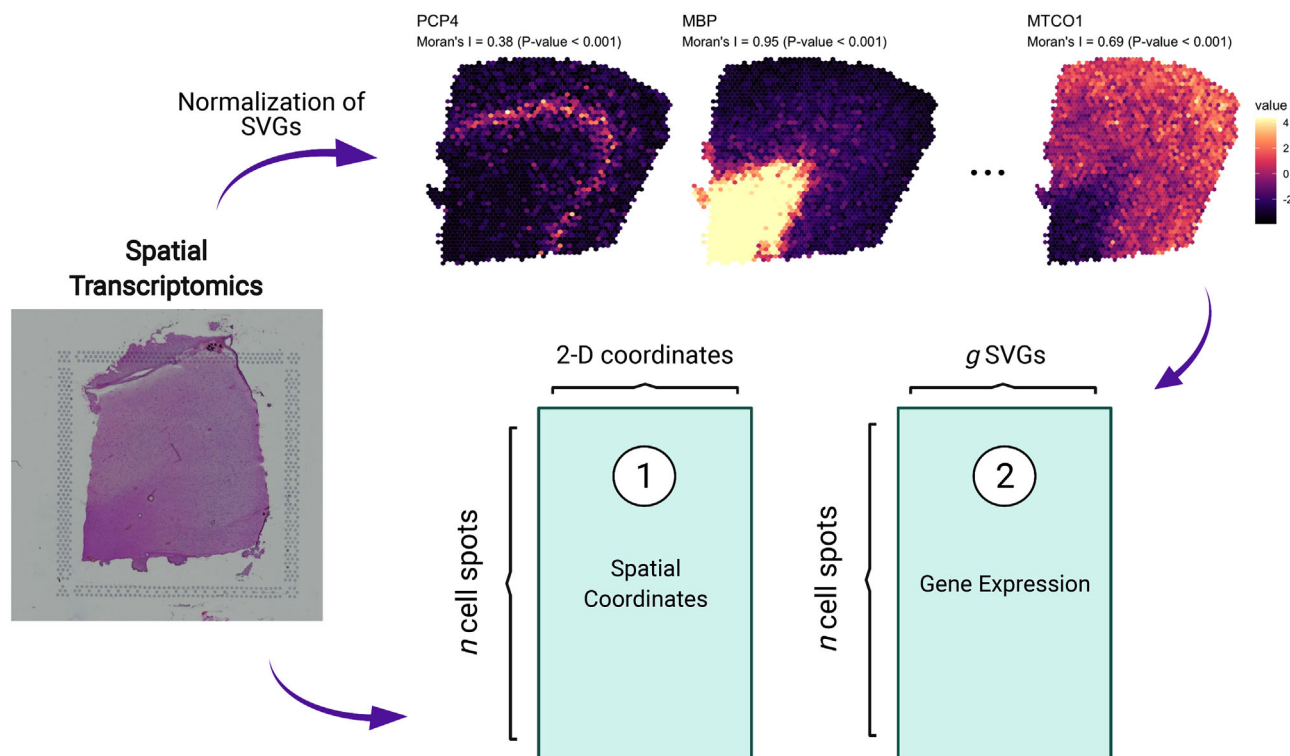 PCP4
Moran's I = 0.38 (P-value < 0.001)
MBP
Moran's I = 0.95 (P-value < 0.001)
MTCO1
Moran's I = 0.69 (P-value < 0.001)
Normalization of
SVGs
...
value
4
2
0
-2
Spatial
Transcriptomics
2-D coordinates
g SVGs
n cell spots
1
Spatial
Coordinates
n cell spots
2
Gene Expression